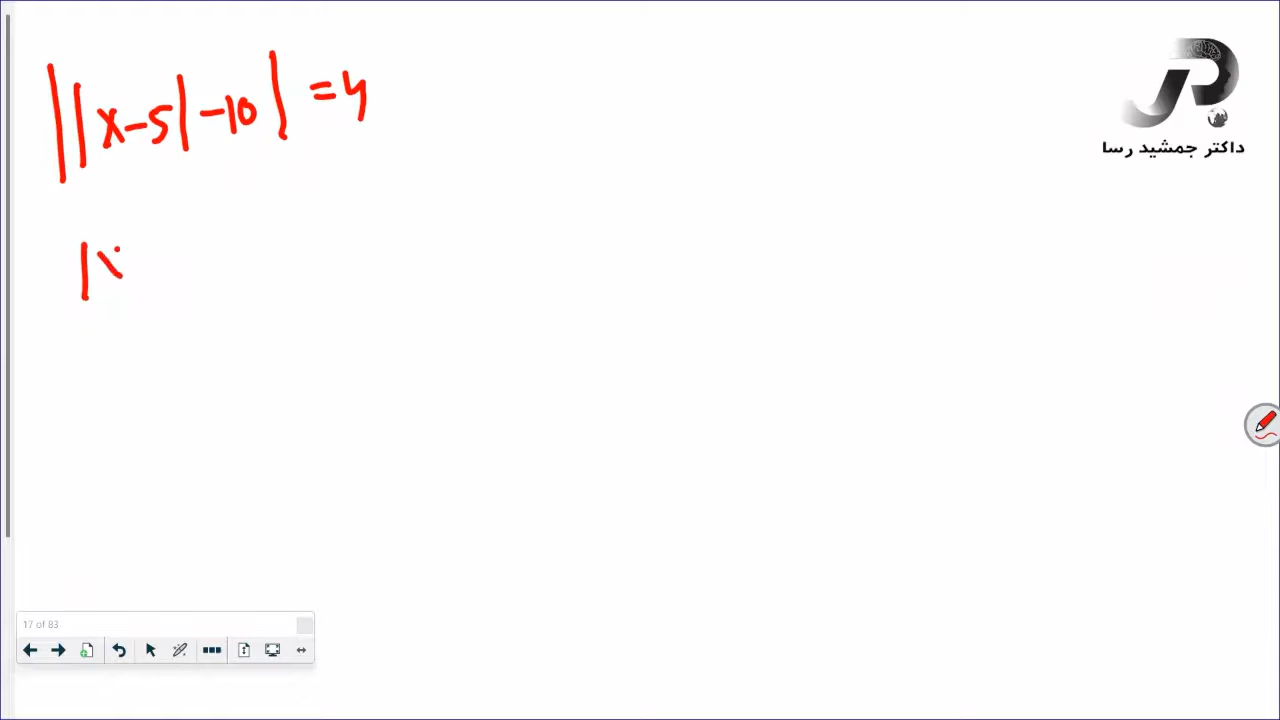 ||x-5|-10|=4
|x
داکتر جمشید رسا
17 of 83